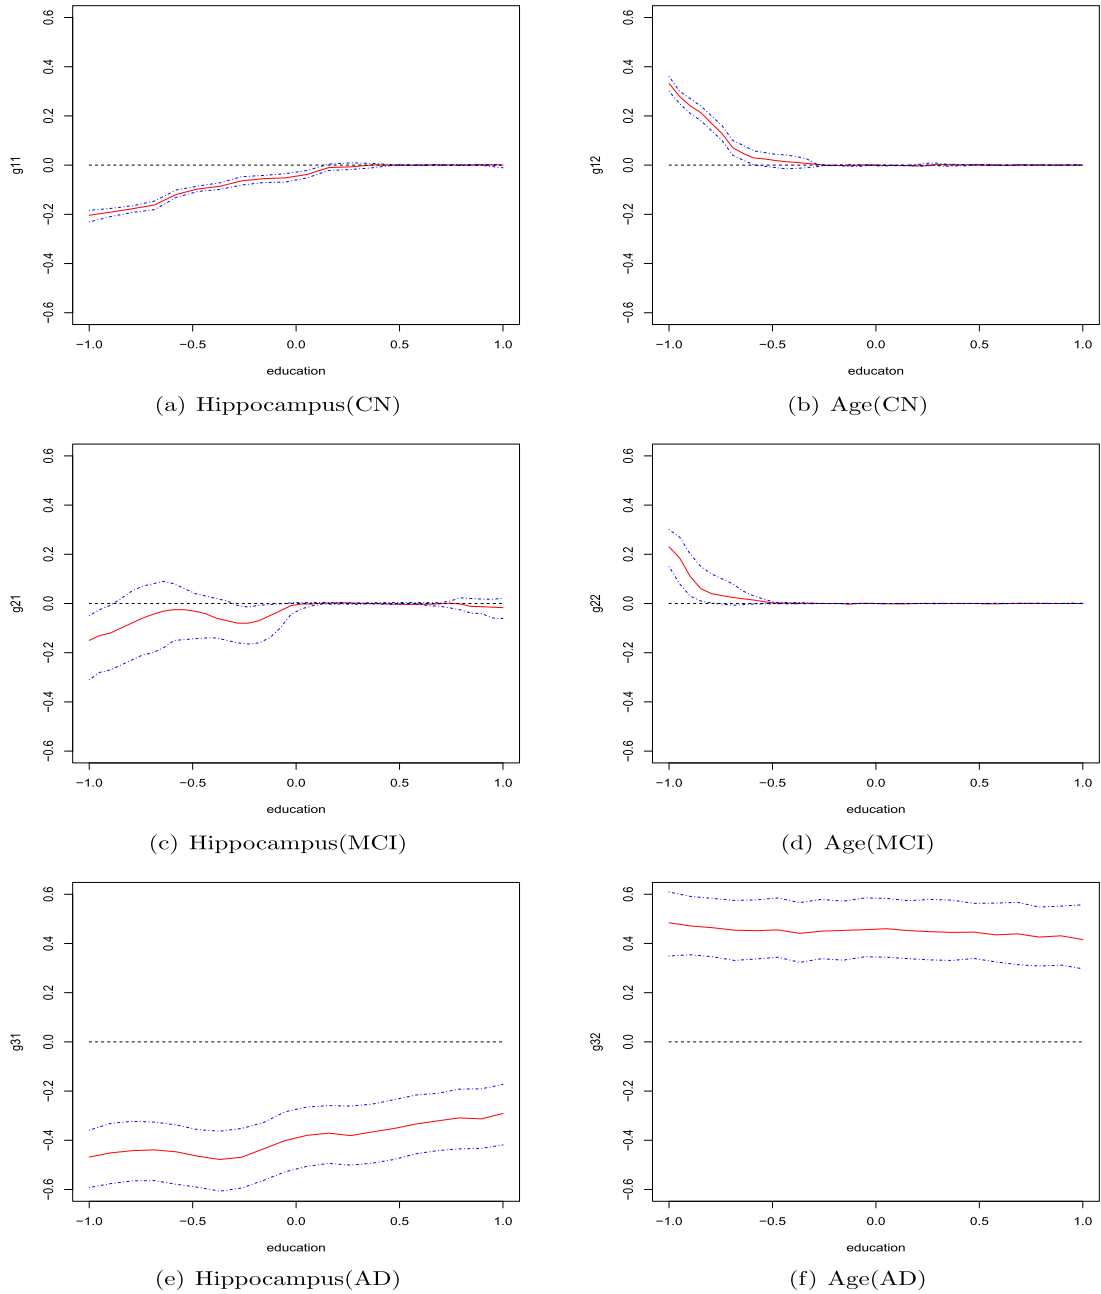 0.6
0.4
0.2
0.0
−0.2
−0.4
−0.6
g11
−1.0 −0.5 0.0 0.5 1.0
education
(a) Hippocampus(CN)
0.6
0.4
0.2
0.0
−0.2
−0.4
−0.6
g12
−1.0 −0.5 0.0 0.5 1.0
educaton
(b) Age(CN)
0.6
0.4
0.2
0.0
−0.2
−0.4
−0.6
g21
−1.0 −0.5 0.0 0.5 1.0
education
(c) Hippocampus(MCI)
0.6
0.4
0.2
0.0
−0.2
−0.4
−0.6
g22
−1.0 −0.5 0.0 0.5 1.0
education
(d) Age(MCI)
0.6
0.4
0.2
0.0
−0.2
−0.4
−0.6
g31
−1.0 −0.5 0.0 0.5 1.0
education
(e) Hippocampus(AD)
0.6
0.4
0.2
0.0
−0.2
−0.4
−0.6
g32
−1.0 −0.5 0.0 0.5 1.0
education
(f) Age(AD)